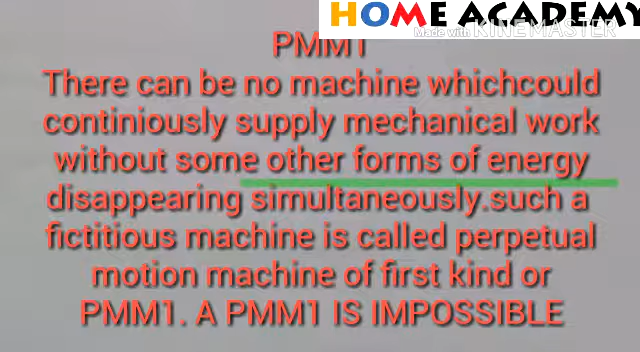 HOME ACADEMY
Made with KINEMASTER
PMM1
There can be no machine whichcould
continiously supply mechanical work
without some other forms of energy
disappearing simultaneously.such a
fictitious machine is called perpetual
motion machine of first kind or
PMM1. A PMM1 IS IMPOSSIBLE